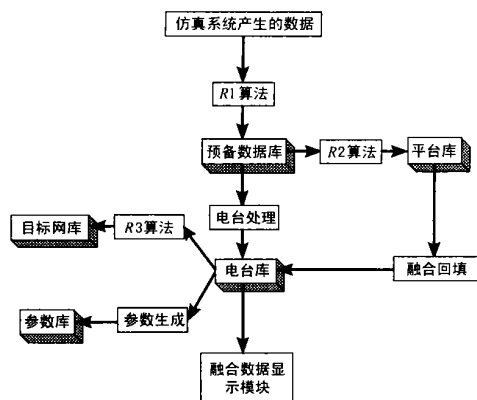 仿真系统产生的数据
R1算法
预备数据库
R2算法
平台库
电台处理
目标网库
R3算法
电台库
融合回填
参数库
参数生成
融合数据显
示模块